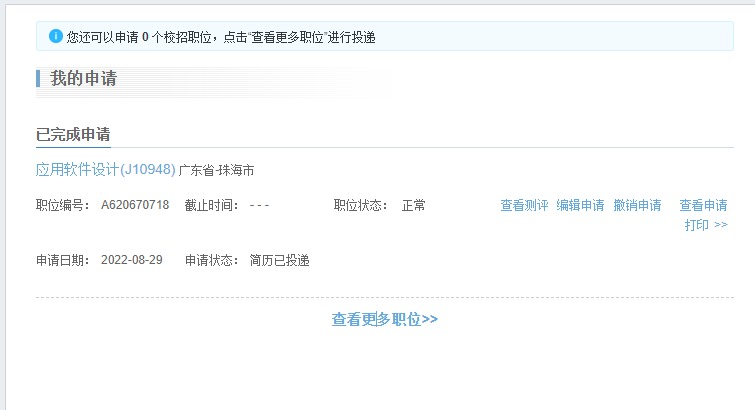 您还可以申请 0 个校招职位，点击“查看更多职位”进行投递
我的申请
已完成申请
应用软件设计(J10948) 广东省-珠海市
职位编号： A620670718 截止时间： - - - 职位状态： 正常 查看测评 编辑申请 撤销申请 查看申请
打印 >>
申请日期： 2022-08-29 申请状态： 简历已投递
查看更多职位>>